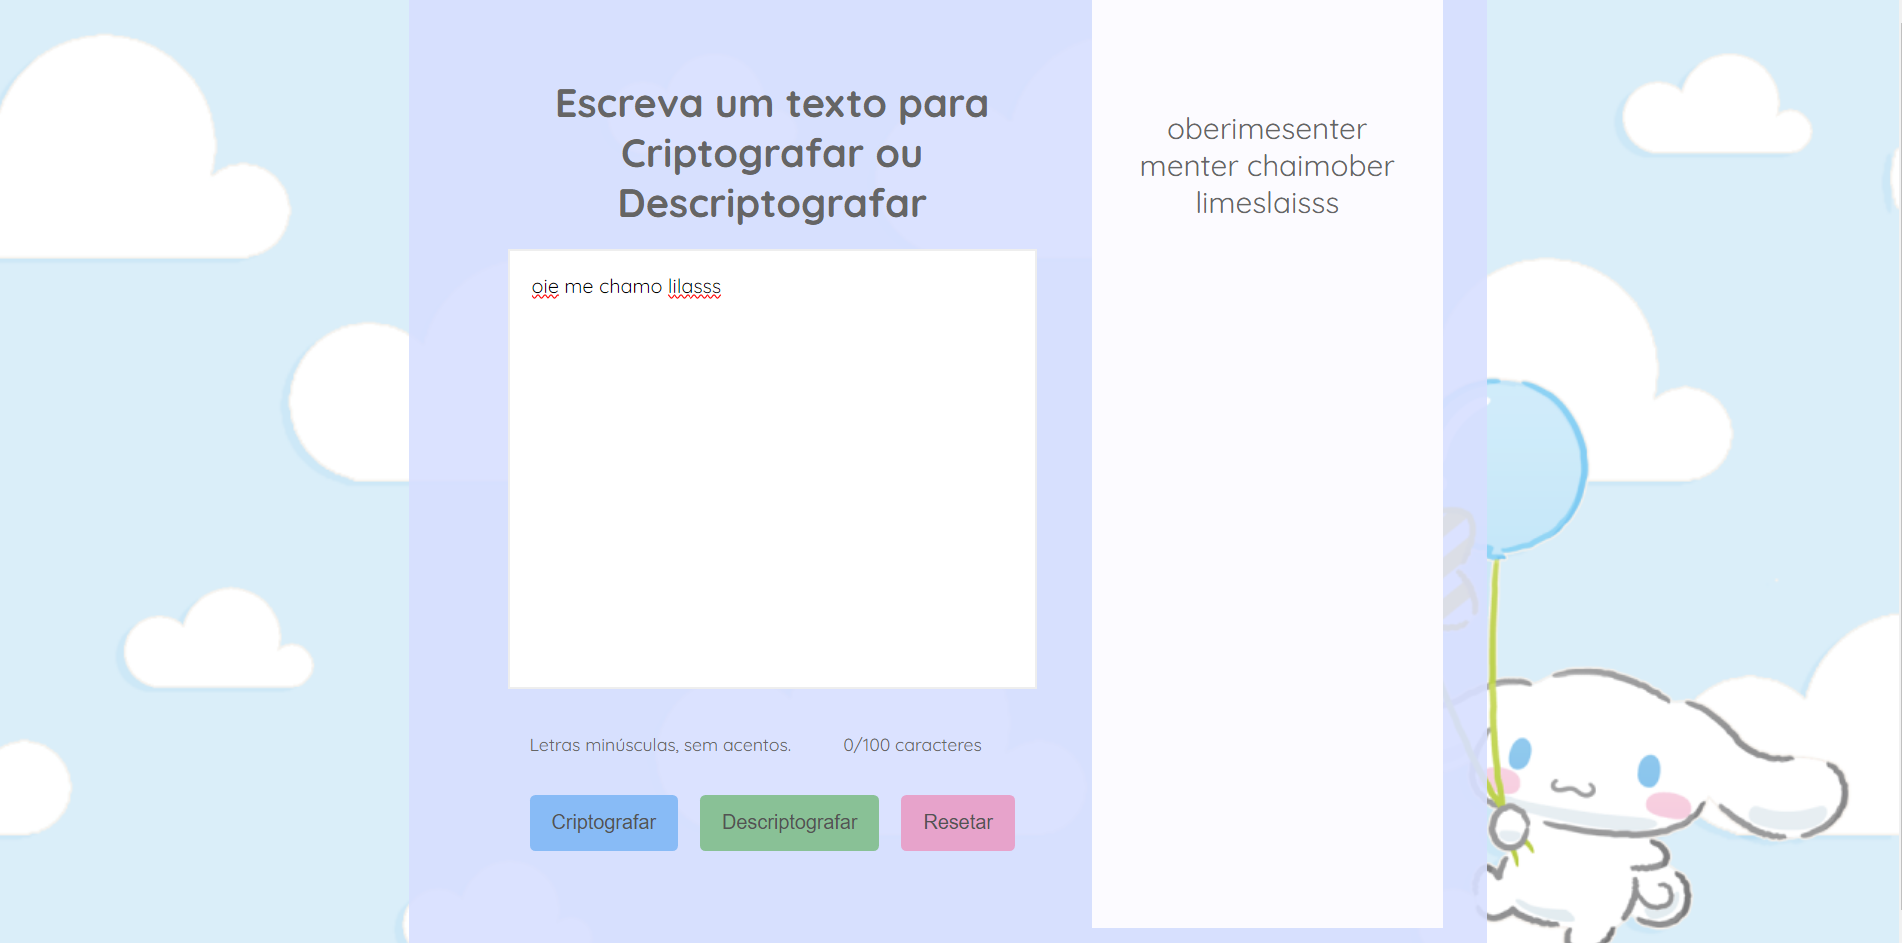 Escreva um texto para
Criptografar ou
Descriptografar
oie me chamo lilasss
Letras minúsculas, sem acentos.
0/100 caracteres
Criptografar
Descriptografar
Resetar
oberimesenter
menter chaimober
limeslaisss